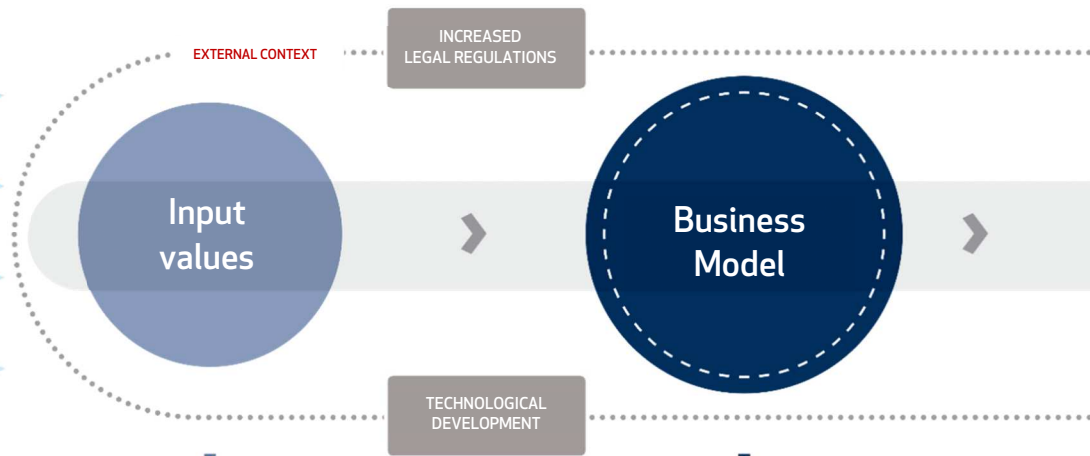 INCREASED
LEGAL REGULATIONS
EXTERNAL CONTEXT
Input
values
Business
Model
TECHNOLOGICAL
DEVELOPMENT